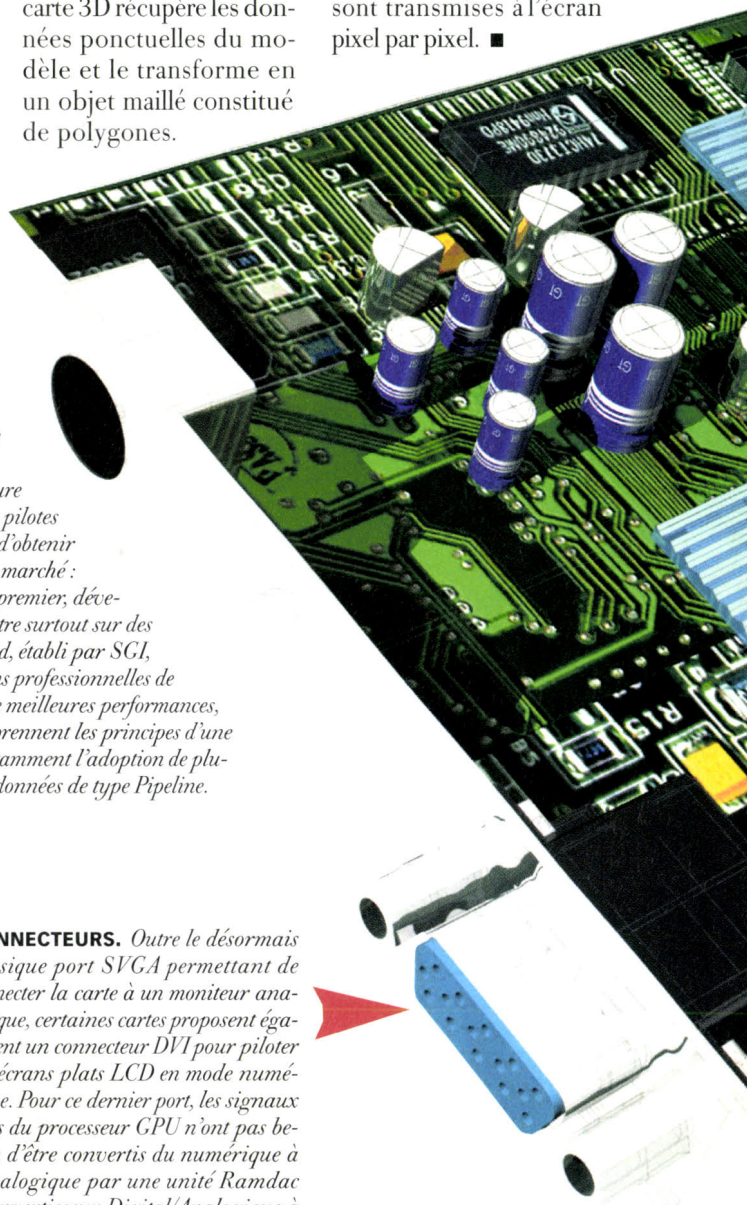 carte 3D récupère les don-
nées ponctuelles du mo-
dèle et le transforme en
un objet maillé constitué
de polygones.
sont transmises à l'écran
pixel par pixel. ■
pilotes
d'obtenir
marché :
premier, déve-
tre surtout sur des
d, établi par SGI,
professionnelles de
meilleures performances,
prennent les principes d'une
amment l'adoption de plu-
données de type Pipeline.
NNECTEURS. Outre le désormais
sique port SVGA permettant de
necter la carte à un moniteur ana-
que, certaines cartes proposent éga-
ent un connecteur DVI pour piloter
écrans plats LCD en mode numé-
e. Pour ce dernier port, les signaux
s du processeur GPU n'ont pas be-
d'être convertis du numérique à
alogique par une unité Ramdac
L6
R32
R30
R15